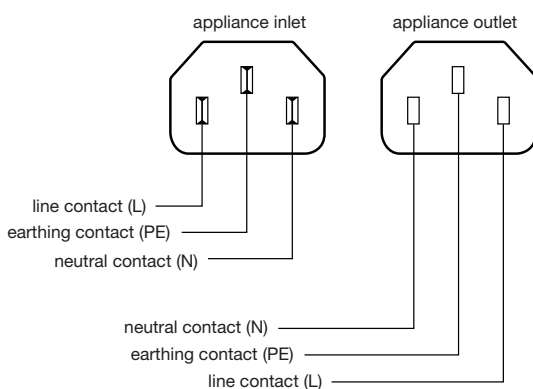 appliance inlet
appliance outlet
line contact (L)
earthing contact (PE)
neutral contact (N)
neutral contact (N)
earthing contact (PE)
line contact (L)